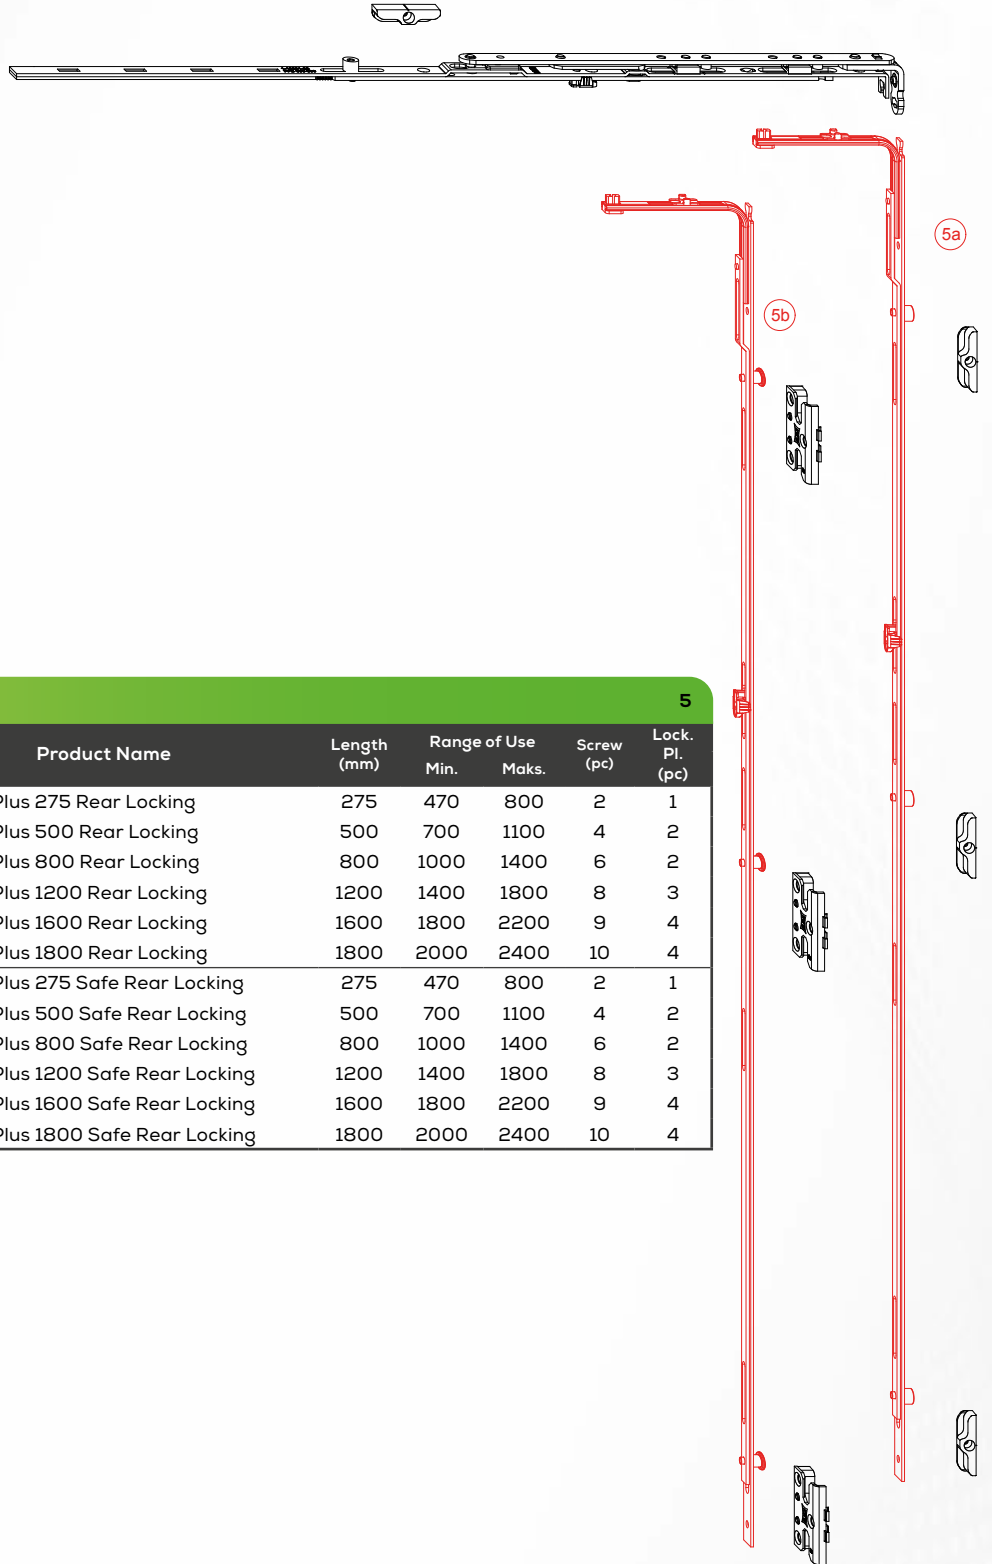 5a
5b
5
Product Name Length (mm) Range of Use Min. Maks. Screw (pc) Lock. Pl. (pc)
Plus 275 Rear Locking 275 470 800 2 1
Plus 500 Rear Locking 500 700 1100 4 2
Plus 800 Rear Locking 800 1000 1400 6 2
Plus 1200 Rear Locking 1200 1400 1800 8 3
Plus 1600 Rear Locking 1600 1800 2200 9 4
Plus 1800 Rear Locking 1800 2000 2400 10 4
Plus 275 Safe Rear Locking 275 470 800 2 1
Plus 500 Safe Rear Locking 500 700 1100 4 2
Plus 800 Safe Rear Locking 800 1000 1400 6 2
Plus 1200 Safe Rear Locking 1200 1400 1800 8 3
Plus 1600 Safe Rear Locking 1600 1800 2200 9 4
Plus 1800 Safe Rear Locking 1800 2000 2400 10 4